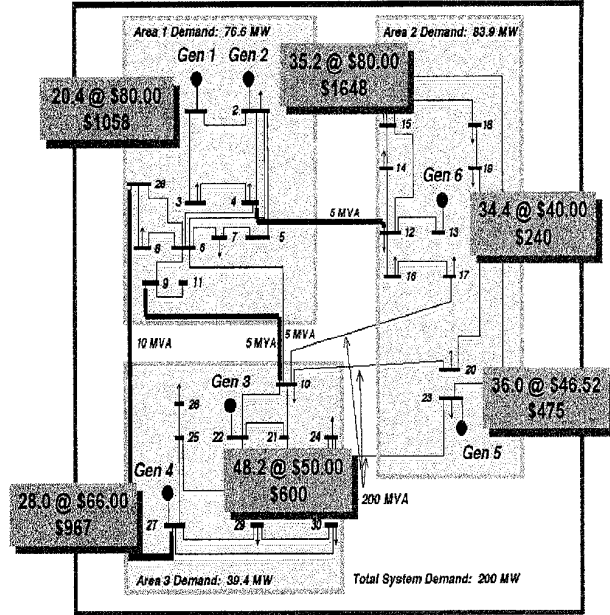 Area 1 Demand: 76.6 MW
Area 2 Demand: 83.9 MW
Gen 1
Gen 2
35.2 @ $80.00
$1648
20.4 @ $80.00
$1058
2
15
18
14
Gen 6
19
28
3
4
5 MVA
12
13
34.4 @ $40.00
$240
8
6
7
5
9
11
16
17
10 MVA
5 MVA
5 MVA
10
20
Gen 3
26
23
36.0 @ $46.52
$475
25
22
21
24
Gen 5
Gen 4
48.2 @ $50.00
$600
28.0 @ $66.00
$967
27
29
30
200 MVA
Area 3 Demand: 39.4 MW
Total System Demand: 200 MW